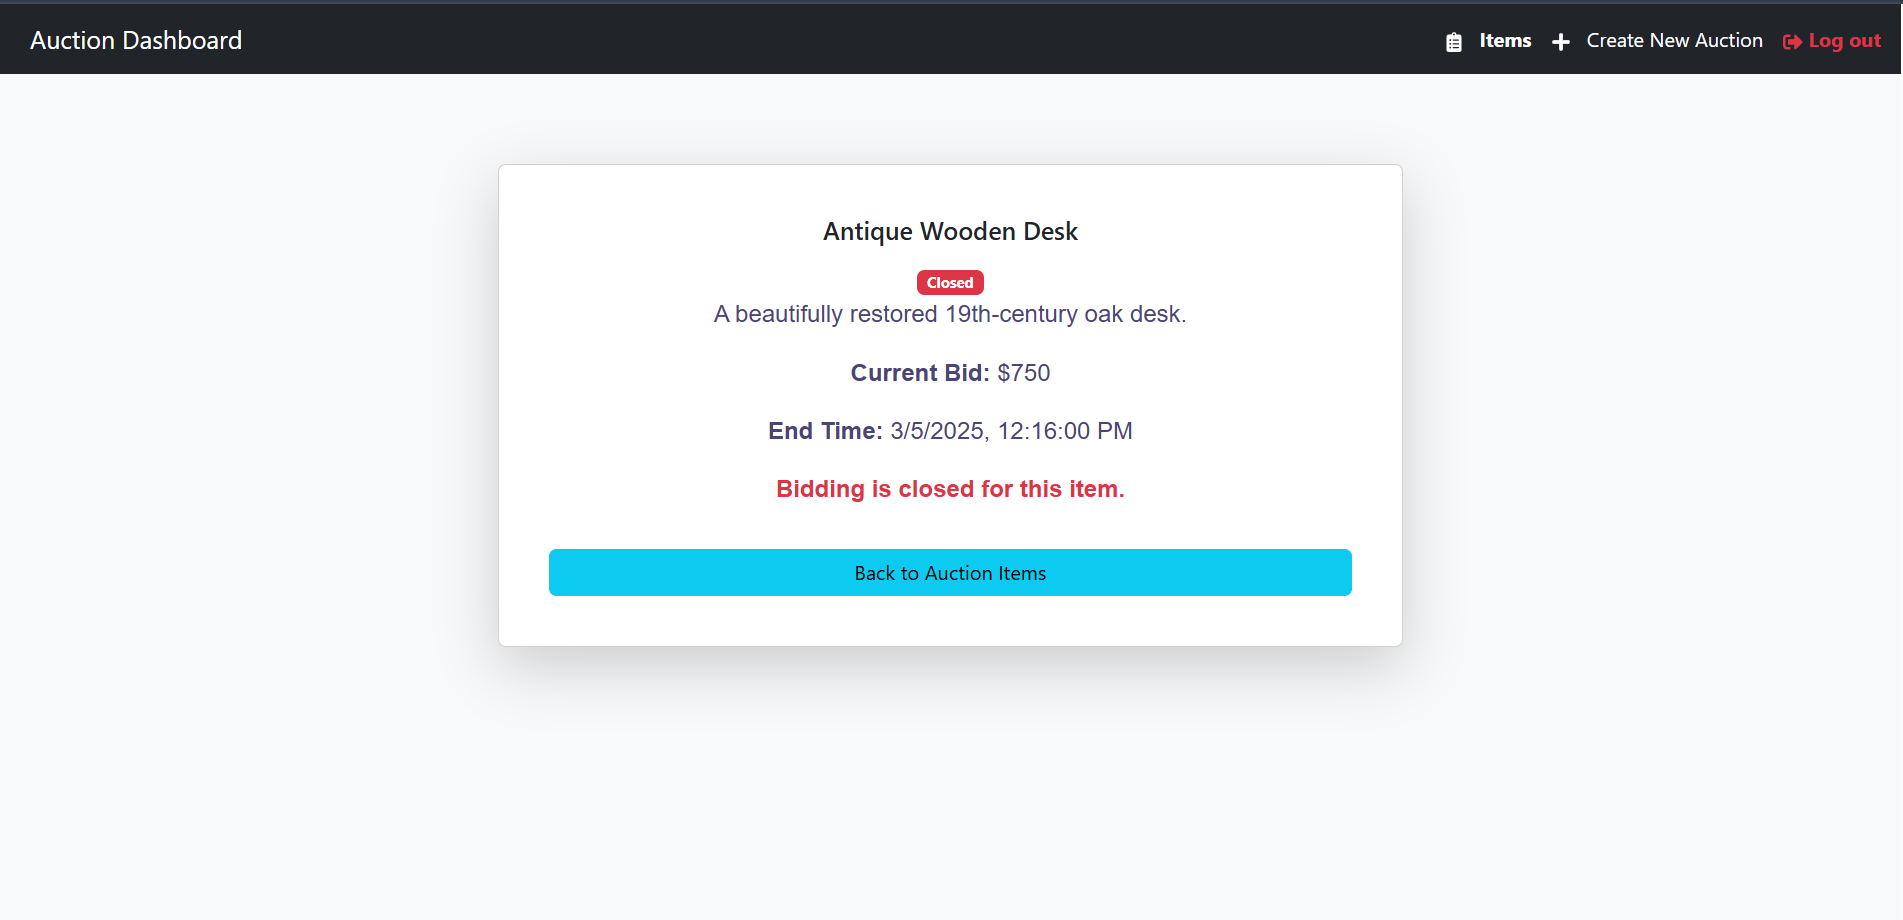 Auction Dashboard
Items
Create New Auction
Log out
Antique Wooden Desk
Closed
A beautifully restored 19th-century oak desk.
Current Bid: $750
End Time: 3/5/2025, 12:16:00 PM
Bidding is closed for this item.
Back to Auction Items